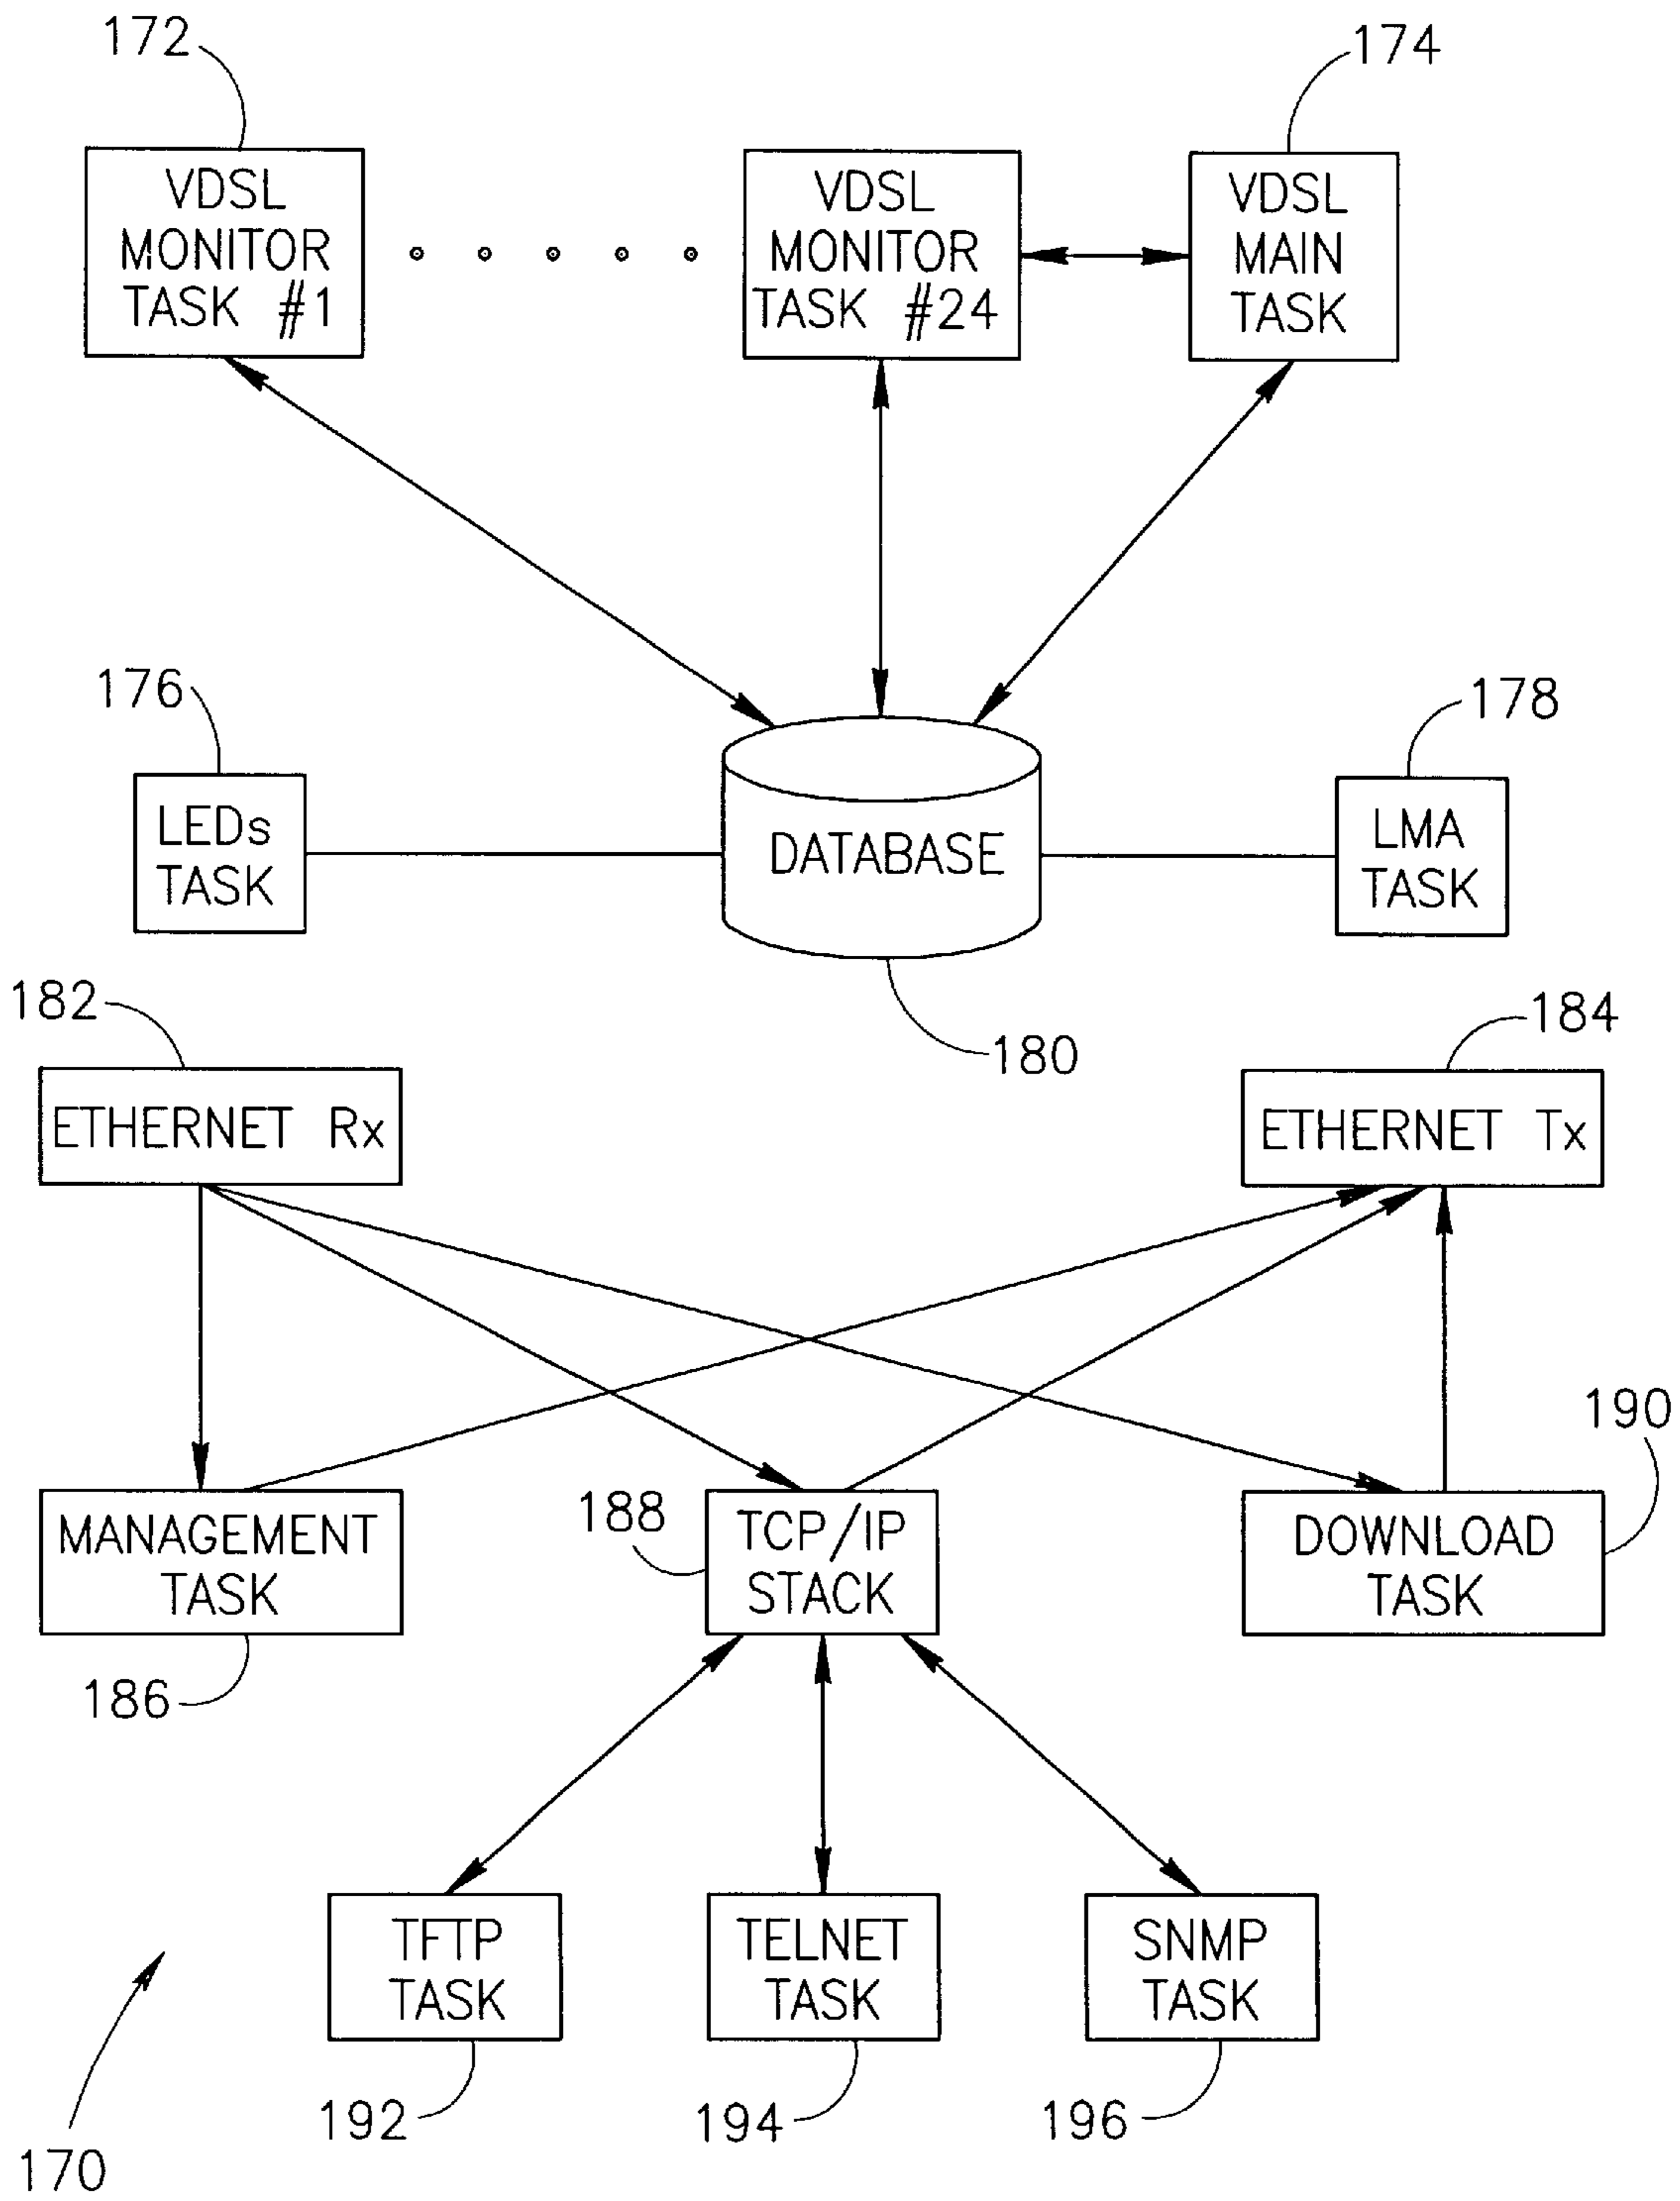 172
174
VDSL
MONITOR
TASK #1
VDSL
MONITOR
TASK #24
VDSL
MAIN
TASK
176
178
LEDs
TASK
DATABASE
LMA
TASK
182
180
184
ETHERNET Rx
ETHERNET Tx
190
MANAGEMENT
TASK
188
TCP/IP
STACK
DOWNLOAD
TASK
186
TFTP
TASK
TELNET
TASK
SNMP
TASK
192
194
196
170